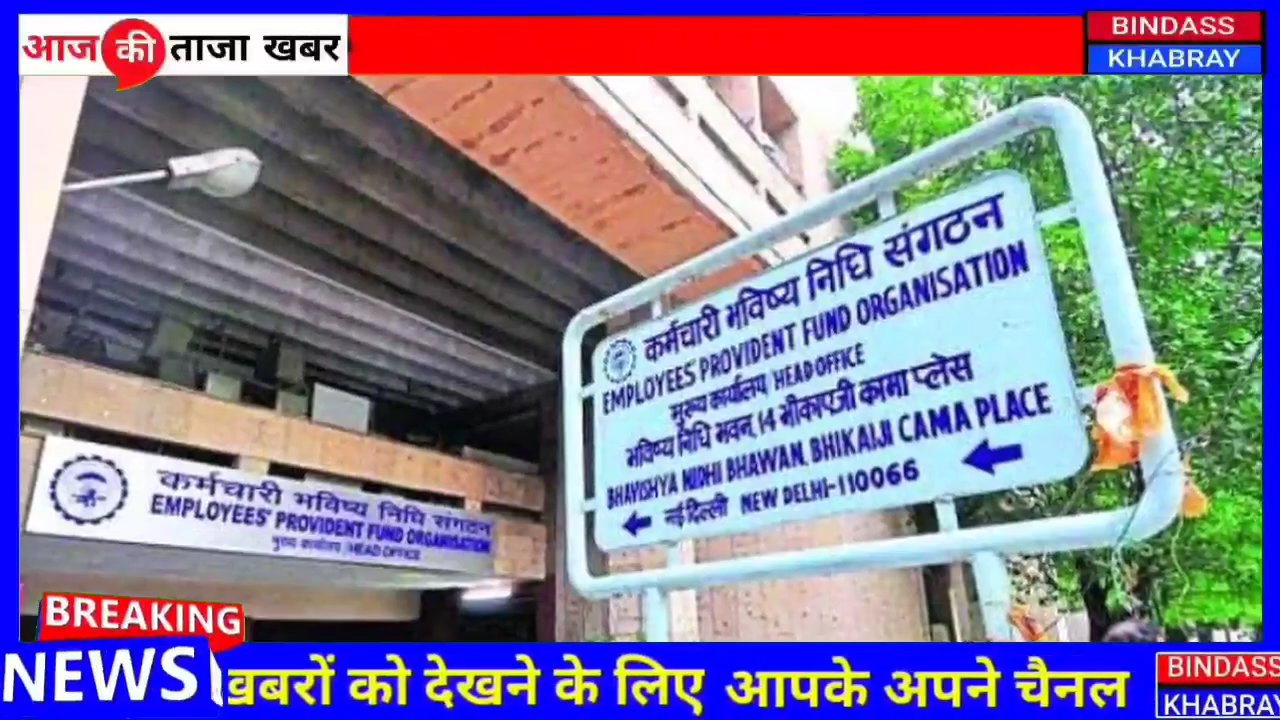 आज की ताजा खबर
BINDASS
KHABRAY
कर्मचारी भविष्य निधि संगठन
EMPLOYEES PROVIDENT FUND ORGANISATION
मुख्य कार्यालय HEAD OFFICE
भविष्य निधि भवन, 14 भीकाएजी कामा प्लेस
BHAVISHYA NIDHI BHAWAN, BHIKAIJI CAMA PLACE
नई दिल्ली NEW DELHI-110066
कर्मचारी भविष्य निधि संगठन
EMPLOYEES' PROVIDENT FUND ORGANISATION
मुख्य कार्यालय /HEAD OFFICE
BREAKING
NEWS
खबरों को देखने के लिए आपके अपने चैनल
BINDASS
KHABRAY